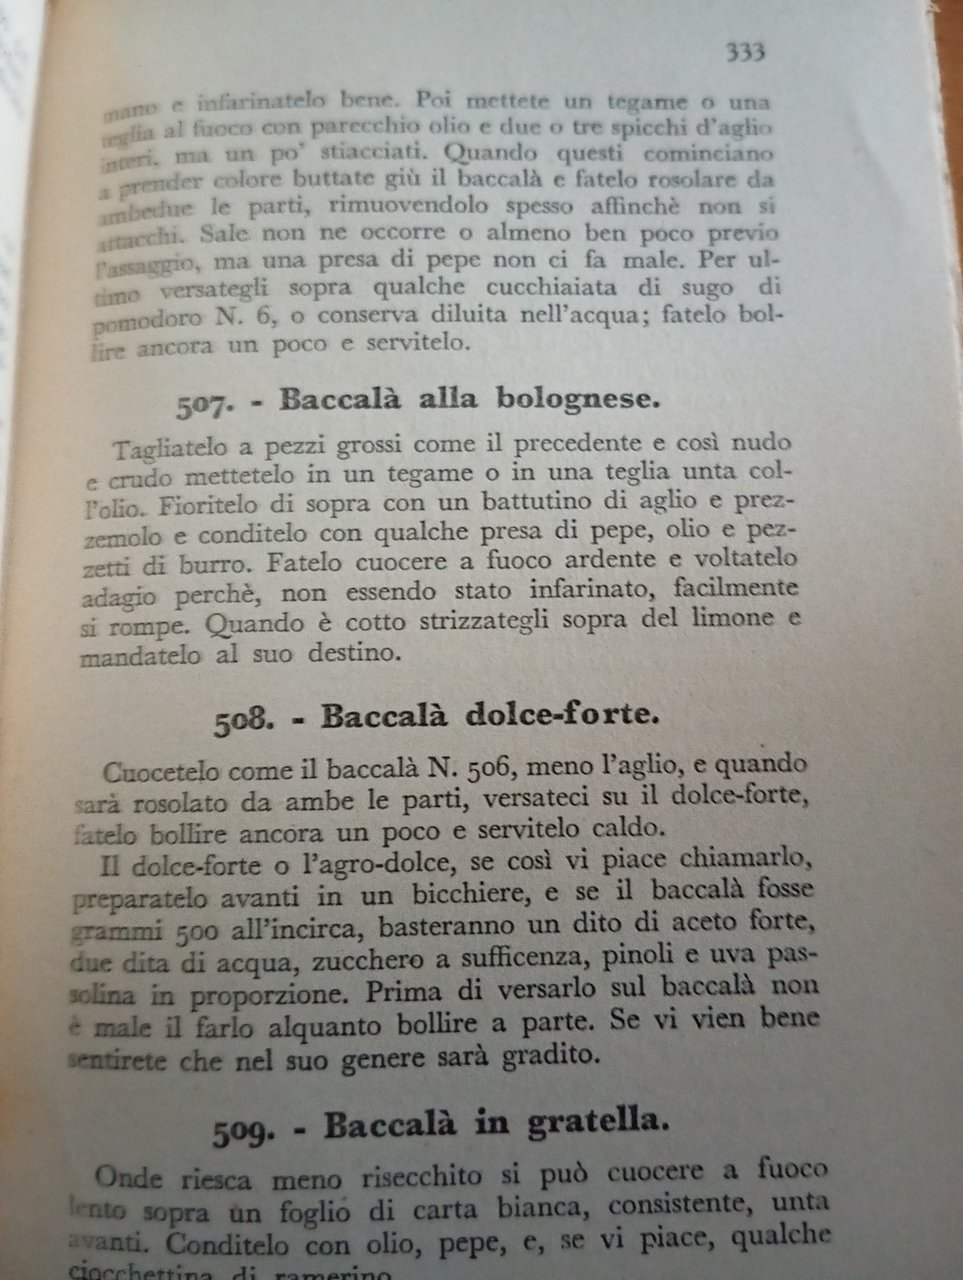 333
mano e infarinatelo bene. Poi mettete un tegame o una
teglia al fuoco con parecchio olio e due o tre spicchi d'aglio
interi, ma un po' stiacciati. Quando questi cominciano
a prender colore buttate giù il baccalà e fatelo rosolare da
ambedue le parti, rimuovendolo spesso affinchè non si
attacchi. Sale non ne occorre o almeno ben poco previo
l'assaggio, ma una presa di pepe non ci fa male. Per ul-
timo versategli sopra qualche cucchiaiata di sugo di
pomodoro N. 6, o conserva diluita nell'acqua; fatelo bol-
lire ancora un poco e servitelo.
507. - Baccalà alla bolognese.
Tagliatelo a pezzi grossi come il precedente e così nudo
e crudo mettetelo in un tegame o in una teglia unta col-
l'olio. Fioritelo di sopra con un battutino di aglio e prez-
zemolo e conditelo con qualche presa di pepe, olio e pez-
zetti di burro. Fatelo cuocere a fuoco ardente e voltatelo
adagio perchè, non essendo stato infarinato, facilmente
si rompe. Quando è cotto strizzategli sopra del limone e
mandatelo al suo destino.
508. - Baccalà dolce-forte.
Cuocetelo come il baccalà N. 506, meno l'aglio, e quando
sarà rosolato da ambe le parti, versateci su il dolce-forte,
fatelo bollire ancora un poco e servitelo caldo.
Il dolce-forte o l'agro-dolce, se così vi piace chiamarlo,
preparatelo avanti in un bicchiere, e se il baccalà fosse
grammi 500 all'incirca, basteranno un dito di aceto forte,
due dita di acqua, zucchero a sufficenza, pinoli e uva pas-
solina in proporzione. Prima di versarlo sul baccalà non
è male il farlo alquanto bollire a parte. Se vi vien bene
sentirete che nel suo genere sarà gradito.
509. - Baccalà in gratella.
Onde riesca meno risecchito si può cuocere a fuoco
lento sopra un foglio di carta bianca, consistente, unta
avanti. Conditelo con olio, pepe, e, se vi piace, qualche
ciocchettina di ramerino.